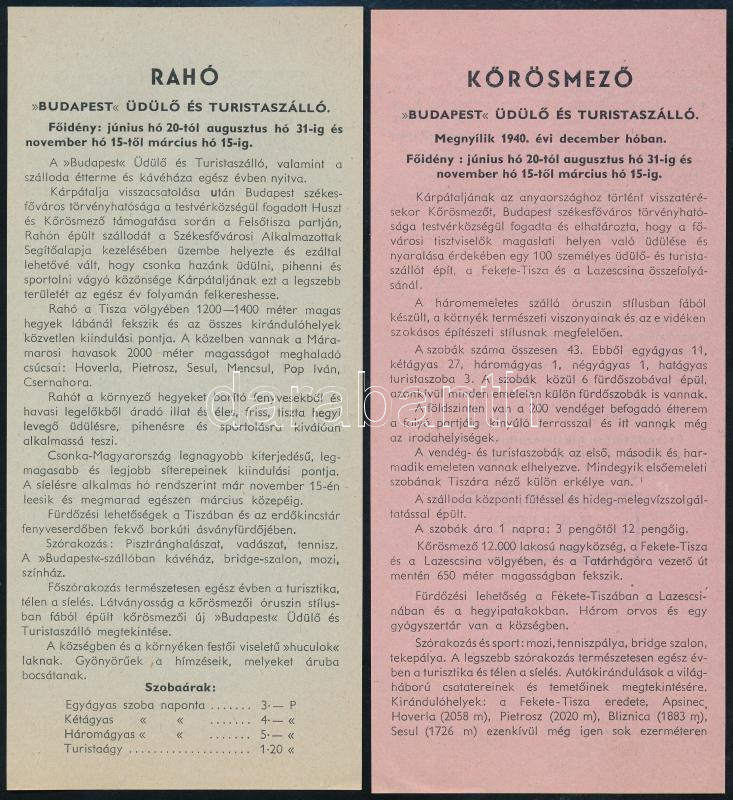 RAHÓ
»BUDAPEST« ÜDÜLŐ ÉS TURISTASZÁLLÓ.
Főidény: június hó 20-tól augusztus hó 31-ig és
november hó 15-től március hó 15-ig.
A »Budapest« Üdülő és Turistaszálló, valamint a
szálloda étterme és kávéháza egész évben nyitva.
Kárpátalja visszacsatolása után Budapest székes-
főváros törvényhatósága a testvérközségül fogadott Huszt
és Kőrösmező támogatása során a Felsőtisza partján,
Rahón épült szállodát a Székesfővárosi Alkalmazottak
Segítőalapja kezelésében üzembe helyezte és ezáltal
lehetővé vált, hogy csonka hazánk üdülni, pihenni és
sportolni vágyó közönsége Kárpátaljának ezt a legszebb
területét az egész év folyamán felkereshesse.
Rahó a Tisza völgyében 1200—1400 méter magas
hegyek lábánál fekszik és az összes kirándulóhelyek
közvetlen kiindulási pontja. A közelben vannak a Mára-
marosi havasok 2000 méter magasságot meghaladó
csúcsai: Hoverla, Pietrosz, Sesul, Mencsul, Pop Iván,
Csernahora.
Rahót a környező hegyeket borító fenyvesekből és
havasi legelőkből áradó illat és éles, friss, tiszta hegyi
levegő üdülésre, pihenésre és sportolásra kiválóan
alkalmassá teszi.
Csonka-Magyarország legnagyobb kiterjedésű, leg-
magasabb és legjobb síterepeinek kiindulási pontja.
A síelésre alkalmas hó rendszerint már november 15-én
leesik és megmarad egészen március közepéig.
Fürdőzési lehetőségek a Tiszában és az erdőkincstár
fenyveserdőben fekvő borkúti ásványfürdőjében.
Szórakozás: Pisztránghalászat, vadászat, tennisz.
A »Budapest«-szállóban kávéház, bridge-szalon, mozi,
színház.
Főszórakozás természetesen egész évben a turisztika,
télen a síelés. Látványosság a kőrösmezői óruszin stílus-
ban fából épült kőrösmezői új »Budapest« Üdülő és
Turistaszálló megtekintése.
A községben és a környéken festői viseletű »huculok«
laknak. Gyönyörűek a hímzéseik, melyeket áruba
bocsátanak.
Szobaárak:
Egyágyas szoba naponta ....... 3·— P
Kétágyas « « ....... 4·— «
Háromágyas « « ....... 5·— «
Turistaágy .................... 1·20 «
KŐRÖSMEZŐ
»BUDAPEST« ÜDÜLŐ ÉS TURISTASZÁLLÓ.
Megnyílik 1940. évi december hóban.
Főidény : június hó 20-tól augusztus hó 31-ig és
november hó 15-től március hó 15-ig.
Kárpátaljának az anyaországhoz történt visszatéré-
sekor Kőrösmezőt, Budapest székesfőváros törvényható-
sága testvérközségül fogadta és elhatározta, hogy a fő-
városi tisztviselők magaslati helyen való üdülése és
nyaralása érdekében egy 100 személyes üdülő- és turista-
szállót épít, a Fekete-Tisza és a Lazescsina összefolyá-
sánál.
A háromemeletes szálló óruszin stílusban fából
készült, a környék természeti viszonyainak és az e vidéken
szokásos építészeti stílusnak megfelelően.
A szobák száma összesen 43. Ebből egyágyas 11,
kétágyas 27, háromágyas 1, négyágyas 1, hatágyas
turistaszoba 3. A szobák közül 6 fürdőszobával épül,
azonkívül minden emeleten külön fürdőszobák is vannak.
A földszinten van a 200 vendéget befogadó étterem
a folyó partján kinyúló terrasszal és itt vannak még
az irodahelyiségek.
A vendég- és turistaszobák az első, második és har-
madik emeleten vannak elhelyezve. Mindegyik elsőemeleti
szobának Tiszára néző külön erkélye van.
A szálloda központi fűtéssel és hideg-melegvízszolgál-
tatással épült.
A szobák ára 1 napra: 3 pengőtől 12 pengőig.
Kőrösmező 12.000 lakosú nagyközség, a Fekete-Tisza
és a Lazescsina völgyében, és a Tatárhágóra vezető út
mentén 650 méter magasságban fekszik.
Fürdőzési lehetőség a Fekete-Tiszában a Lazescsi-
nában és a hegyipatakokban. Három orvos és egy
gyógyszertár van a községben.
Szórakozás és sport: mozi, tenniszpálya, bridge szalon,
tekepálya. A legszebb szórakozás természetesen egész év-
ben a turisztika és télen a síelés. Autókirándulások a világ-
háború csatatereinek és temetőinek megtekintésére.
Kirándulóhelyek: a Fekete-Tisza eredete, Apsinec,
Hoverla (2058 m), Pietrosz (2020 m), Bliznica (1883 m),
Sesul (1726 m) ezenkívül még igen sok ezerméteren
darabanth